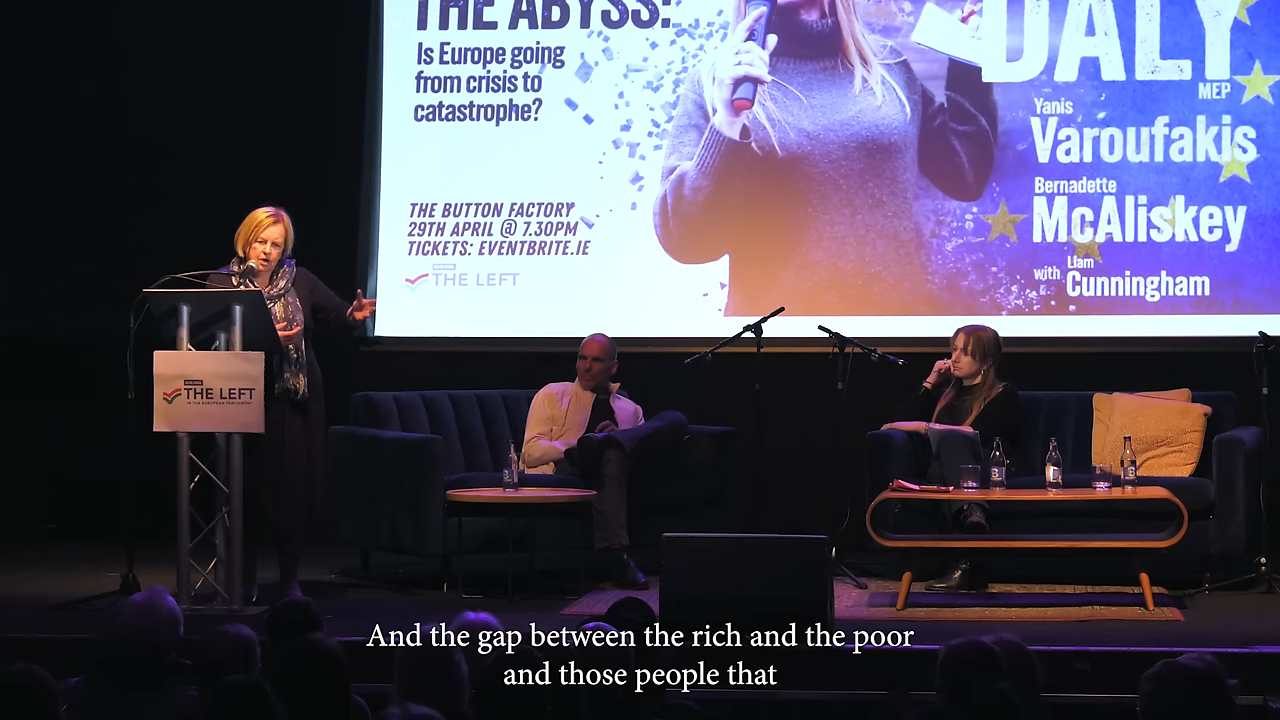 THE ABYSS:
Is Europe going
from crisis to
catastrophe?
THE BUTTON FACTORY
29TH APRIL @ 7.30PM
TICKETS: EVENTBRITE.IE
THE LEFT
DALY
MEP
Yanis
Varoufakis
Bernadette
McAliskey
with Liam
Cunningham
THE LEFT
IN THE EUROPEAN PARLIAMENT
And the gap between the rich and the poor
and those people that